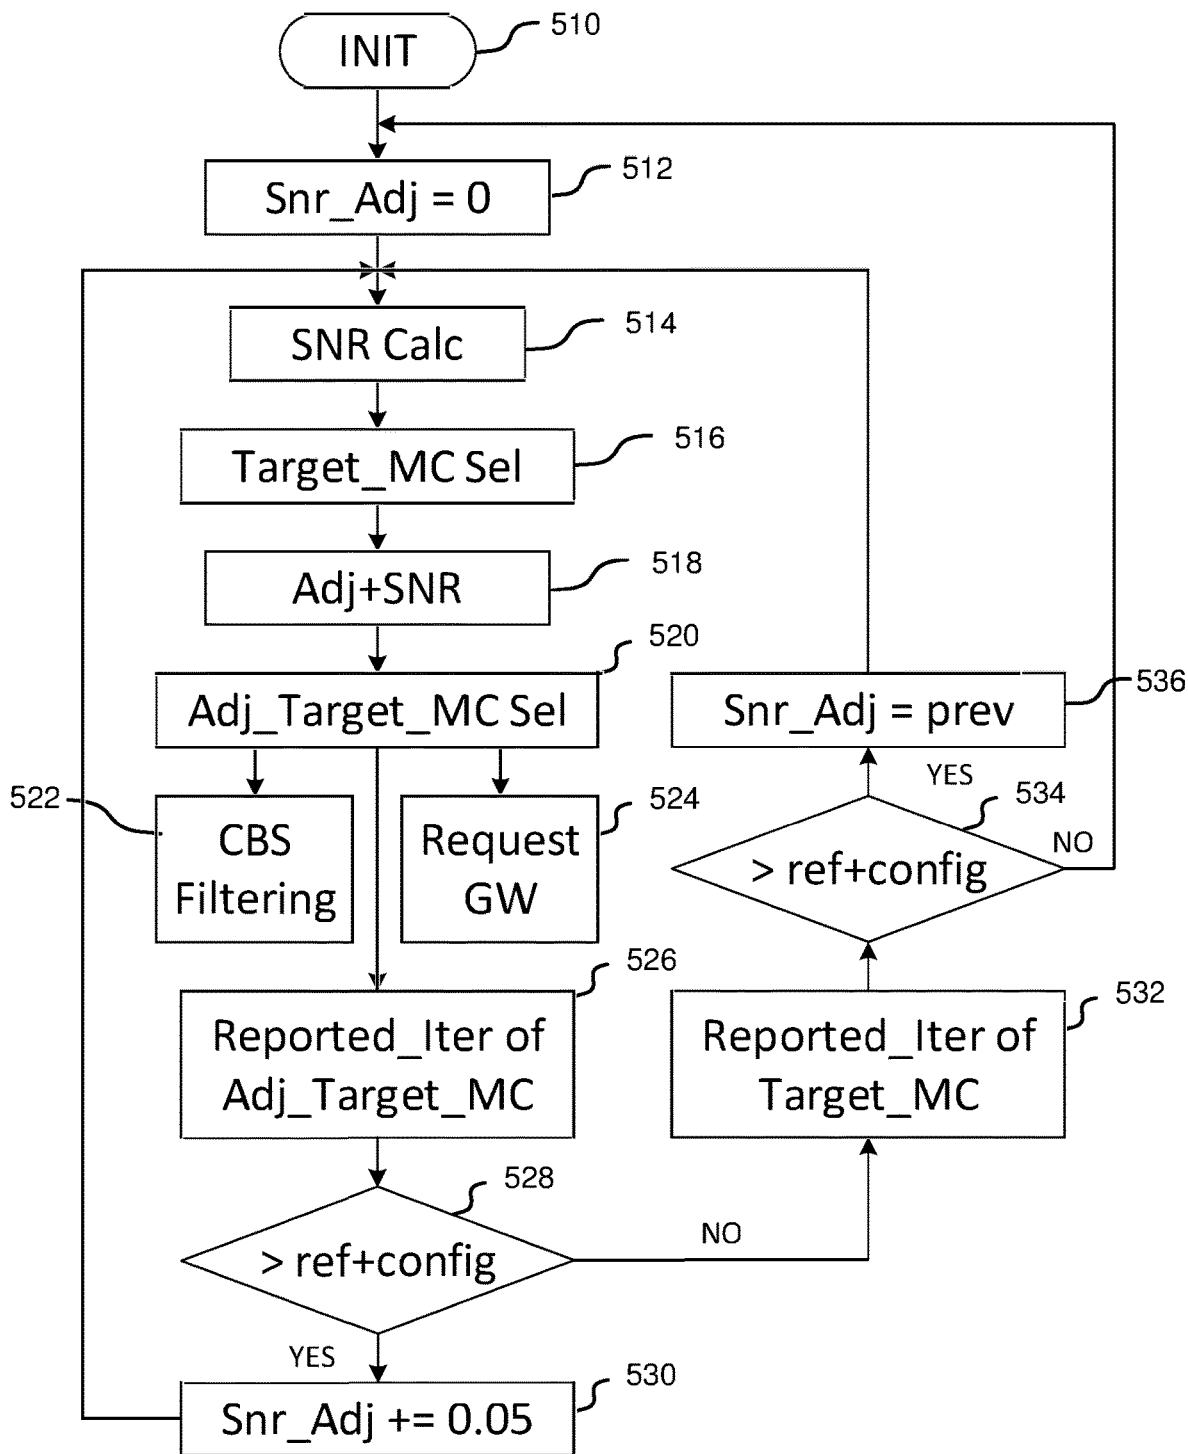 INIT
510
Snr_Adj = 0
512
SNR Calc
514
Target_MC Sel
516
Adj+SNR
518
Adj_Target_MC Sel
520
CBS
Filtering
522
Request
GW
524
Reported_Iter of
Adj_Target_MC
526
> ref+config
528
YES
NO
Snr_Adj += 0.05
530
Reported_Iter of
Target_MC
532
> ref+config
534
YES
NO
Snr_Adj = prev
536